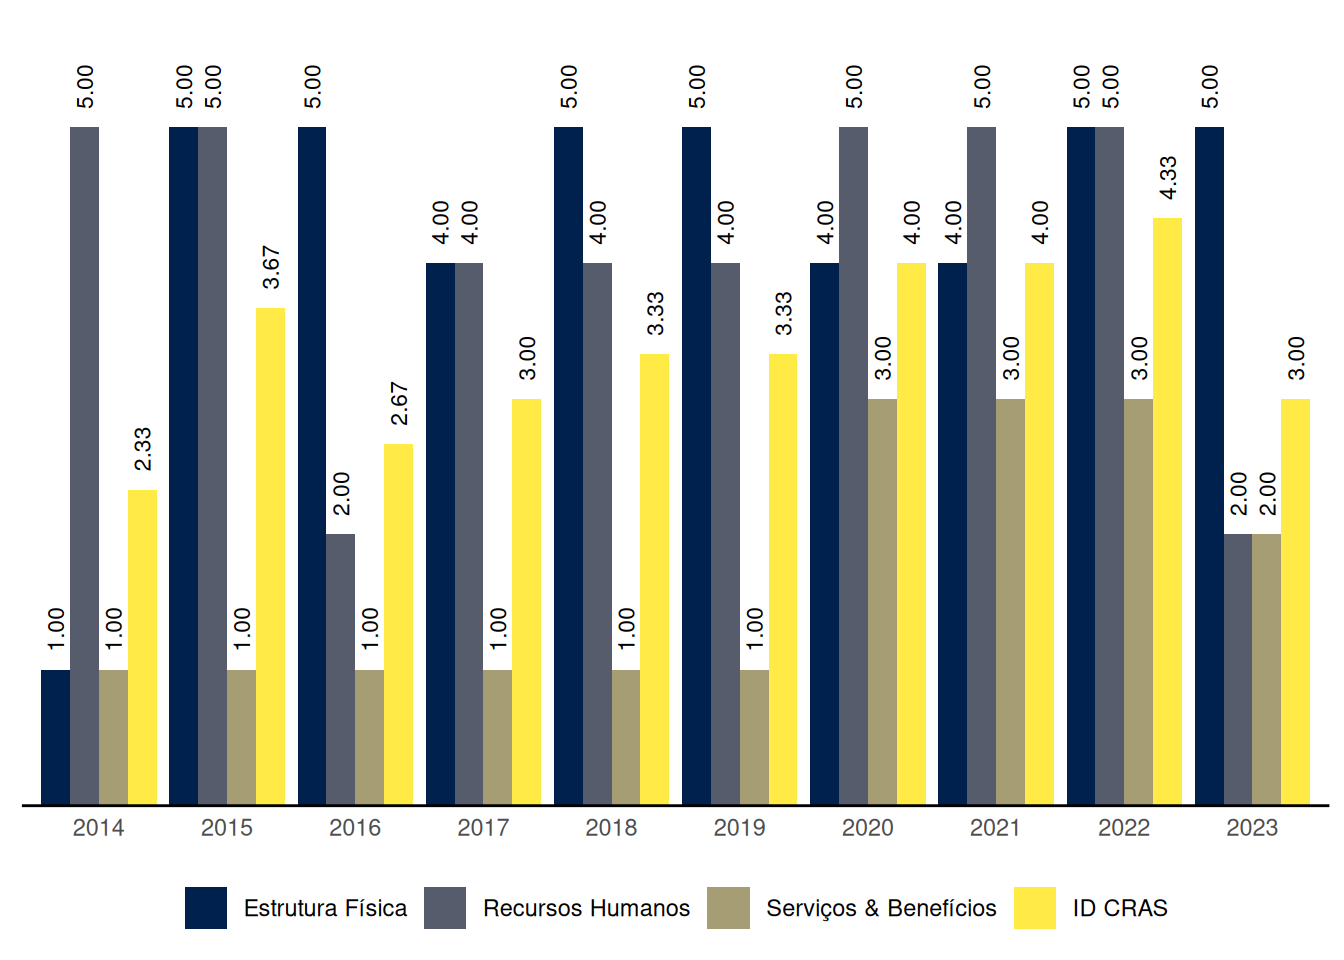 5.00 5.00 5.00 5.00 5.00 5.00 5.00 5.00 5.00 5.00 5.00
4.33
4.00 4.00 4.00 4.00 4.00 4.00 4.00 4.00
3.67
3.33 3.33
3.00 3.00 3.00 3.00 3.00
2.67
2.33
2.00 2.00 2.00
1.00 1.00 1.00 1.00 1.00 1.00 1.00
2014 2015 2016 2017 2018 2019 2020 2021 2022 2023
Estrutura Física Recursos Humanos Serviços & Benefícios ID CRAS